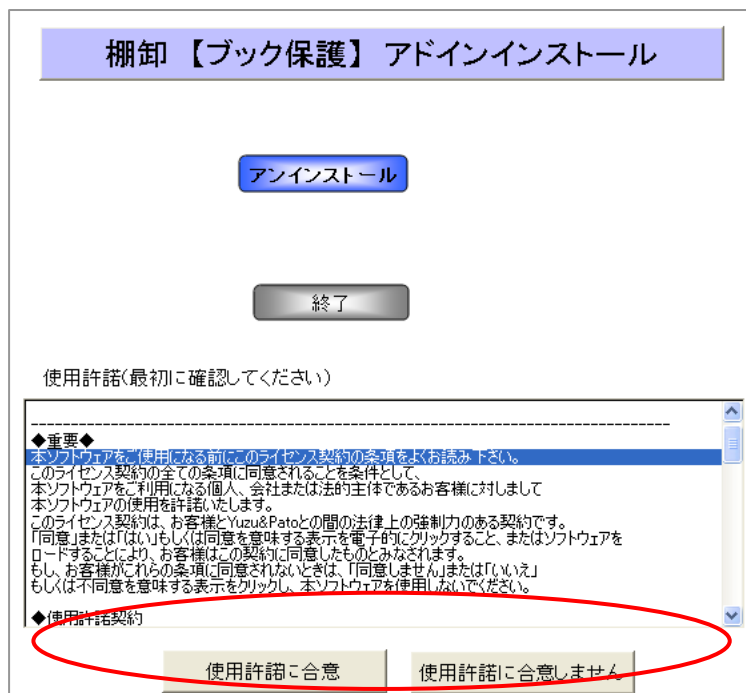 棚卸 【ブック保護】 アドインインストール
アンインストール
終了
使用許諾(最初に確認してください)
--------------------------------------------------------------------------------
◆重要◆
本ソフトウェアをご使用になる前にこのライセンス契約の条項をよくお読み下さい。
このライセンス契約の全ての条項に同意されることを条件として、
本ソフトウェアをご利用になる個人、会社または法的主体であるお客様に対しまして
本ソフトウェアの使用を許諾いたします。
このライセンス契約は、お客様とYuzu&Patoとの間の法律上の強制力のある契約です。
「同意」または「はい」もしくは同意を意味する表示を電子的にクリックすること、またはソフトウェアを
ロードすることにより、お客様はこの契約に同意したものとみなされます。
もし、お客様がこれらの条項に同意されないときは、「同意しません」または「いいえ」
もしくは不同意を意味する表示をクリックし、本ソフトウェアを使用しないでください。
◆使用許諾契約
使用許諾に合意
使用許諾に合意しません